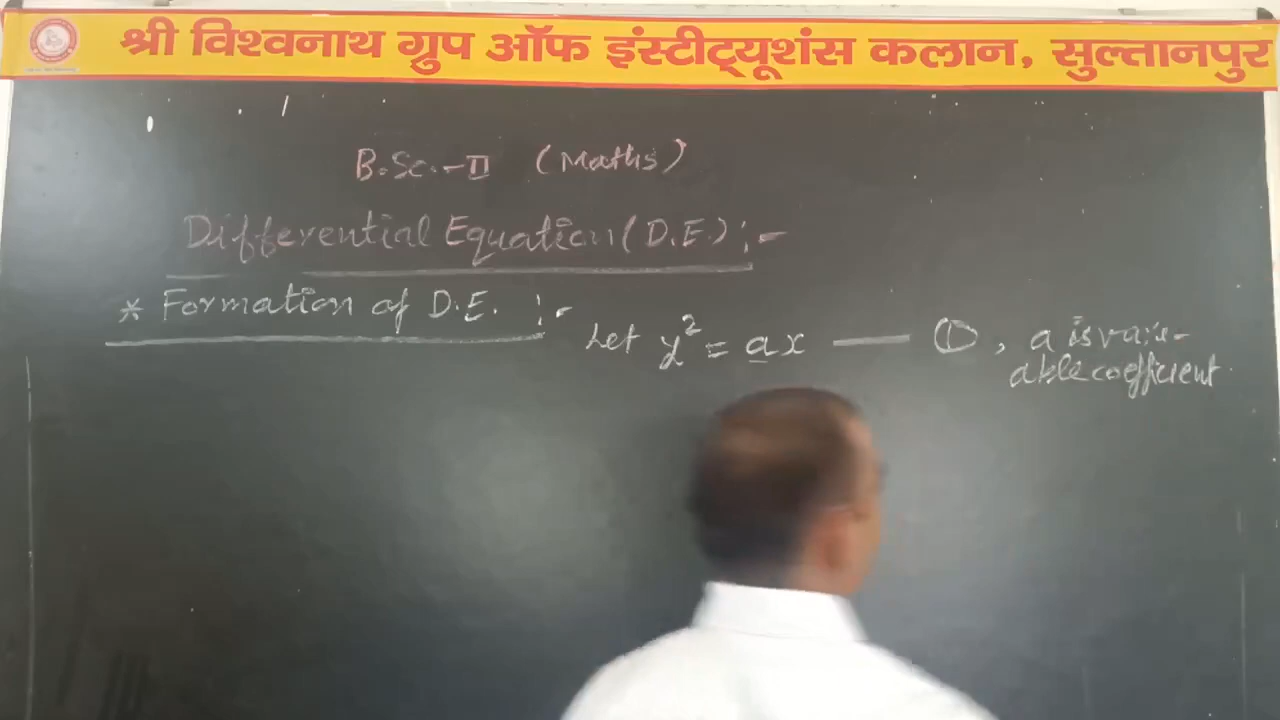 श्री विश्वनाथ ग्रुप ऑफ इंस्टीट्यूशंस कलान, सुल्तानपुर
B.Sc.-II (Maths)
Differential Equation (D.E.) :-
* Formation of D.E. :-
Let y² = ax —— ①, a is vari-
able coefficient.